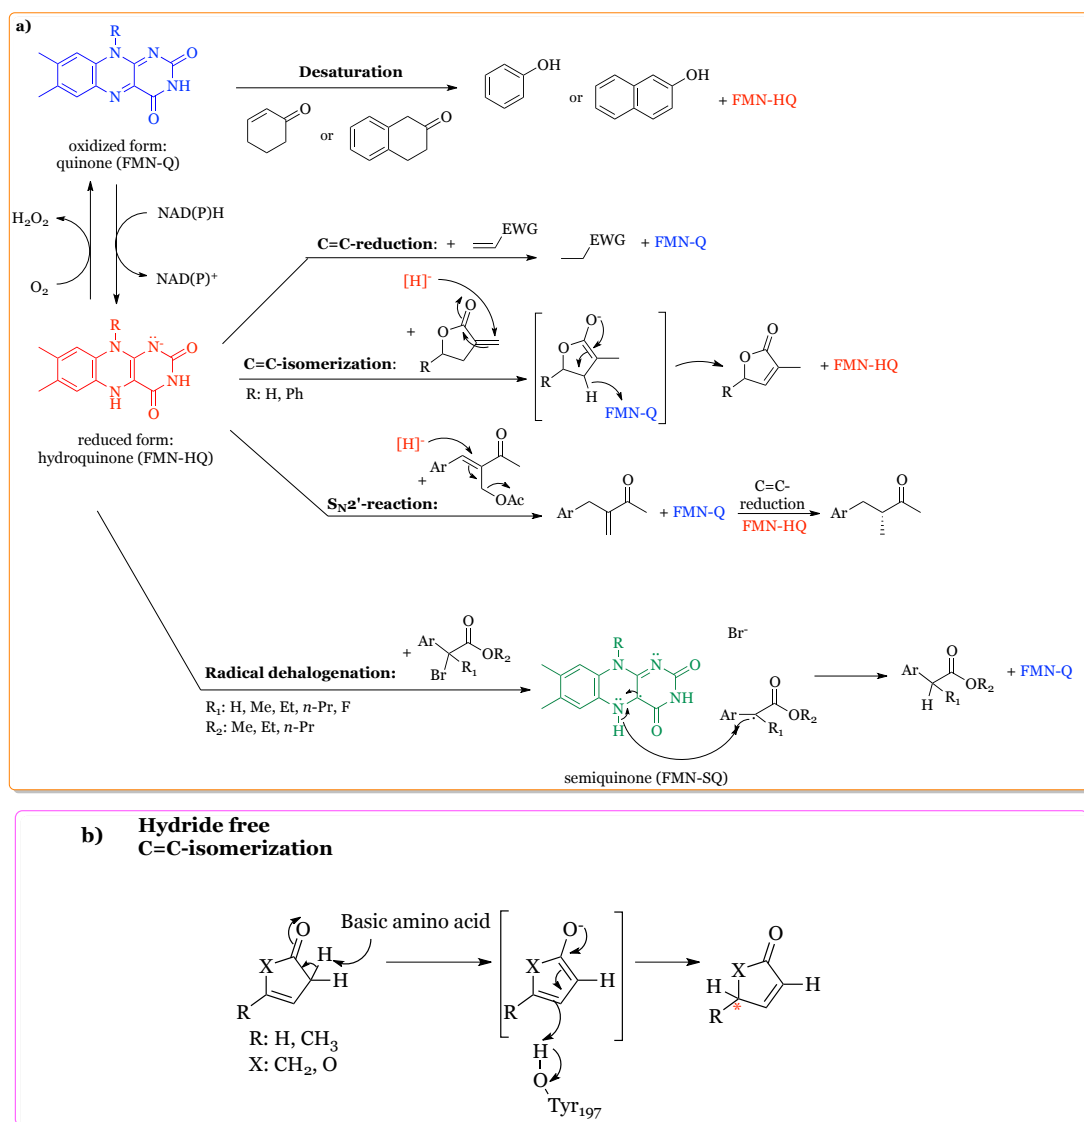 a)
R
N
N
O
NH
N
O
oxidized form:
quinone (FMN-Q)
Desaturation
O
or
O
OH
or
OH
+ FMN-HQ
H₂O₂
O₂
NAD(P)H
NAD(P)⁺
R
N
N̈-
O
NH
N
H
O
reduced form:
hydroquinone (FMN-HQ)
C=C-reduction: +
EWG
EWG
+ FMN-Q
[H]-
+
O
O
R
C=C-isomerization:
R: H, Ph
O-
O
R
H
FMN-Q
O
O
R
+ FMN-HQ
[H]-
+
Ar
O
OAc
SN2'-reaction:
Ar
O
+ FMN-Q
C=C-
reduction
FMN-HQ
Ar
O
Radical dehalogenation:
+
Ar
O
OR₂
Br
R₁
R₁: H, Me, Et, n-Pr, F
R₂: Me, Et, n-Pr
R
N
N̈
O
NH
N̈
H
O
semiquinone (FMN-SQ)
Br-
O
Ar
OR₂
R₁
O
Ar
OR₂
H
R₁
+ FMN-Q
b)
Hydride free
C=C-isomerization
O
X
H
H
R
Basic amino acid
R: H, CH₃
X: CH₂, O
O-
X
H
R
H
O
Tyr₁₉₇
O
X
H
H
R
*